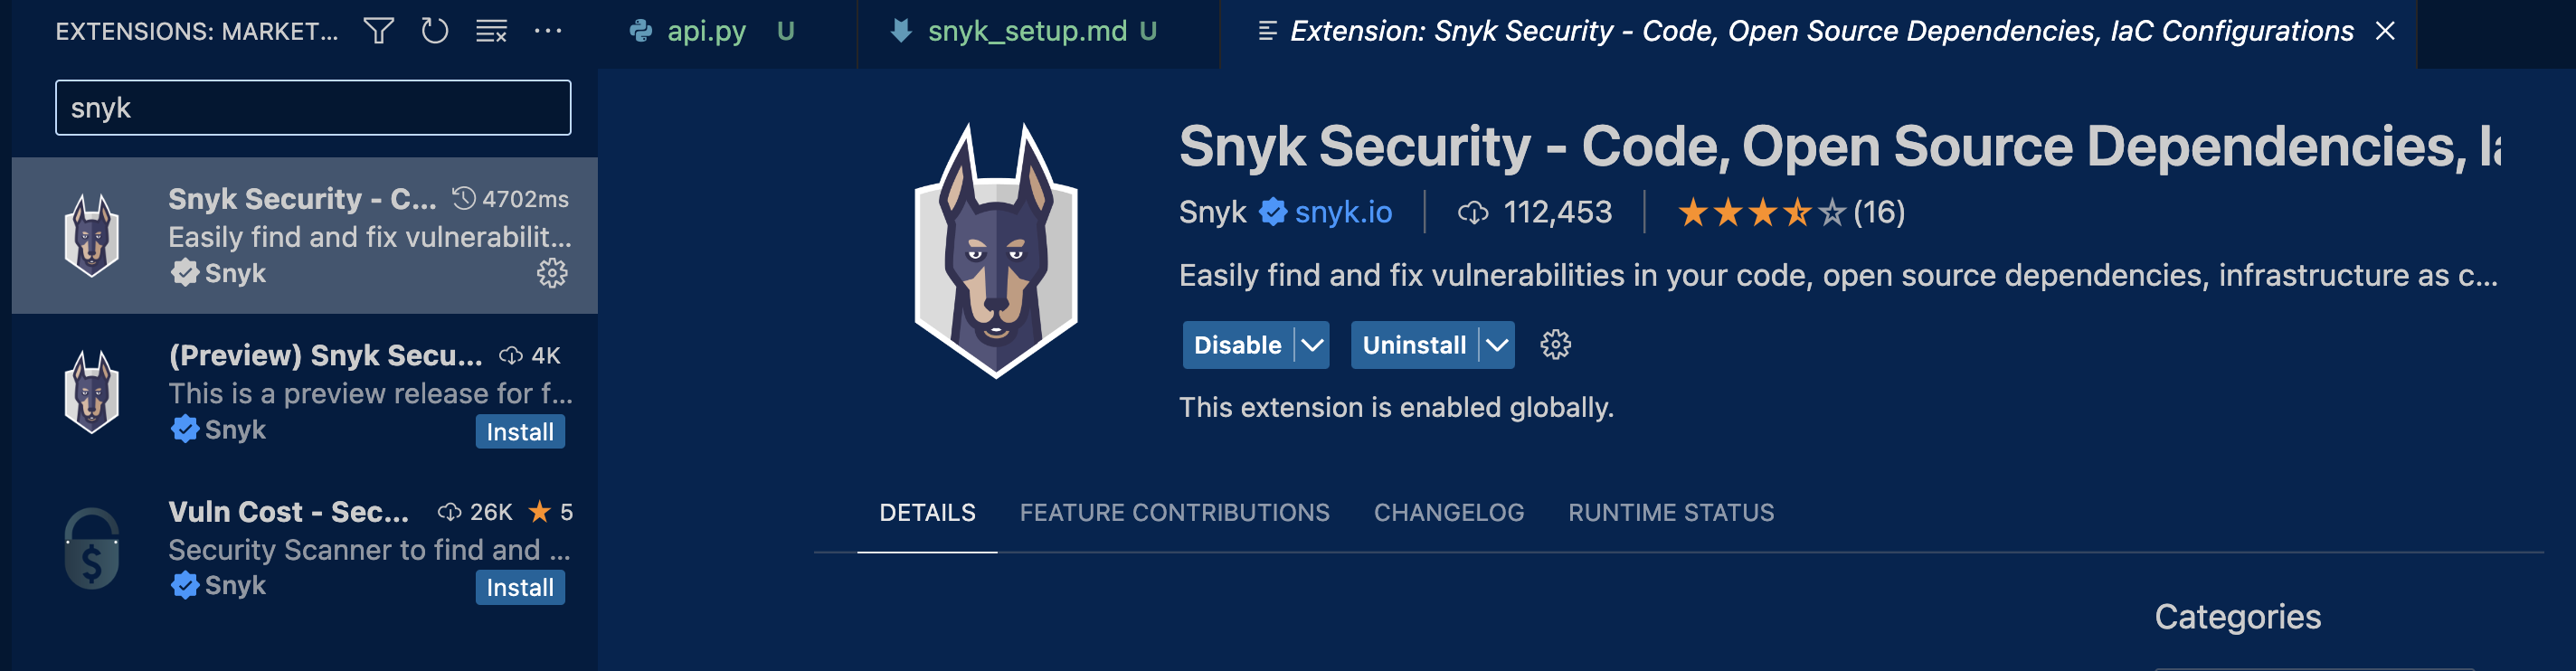 EXTENSIONS: MARKET...
snyk
Snyk Security - C... 4702ms
Easily find and fix vulnerabilit...
Snyk
(Preview) Snyk Secu... 4K
This is a preview release for f...
Snyk Install
Vuln Cost - Sec... 26K 5
Security Scanner to find and ...
Snyk Install
api.py U
snyk_setup.md U
Extension: Snyk Security - Code, Open Source Dependencies, IaC Configurations
Snyk Security - Code, Open Source Dependencies, Ia
Snyk snyk.io 112,453 (16)
Easily find and fix vulnerabilities in your code, open source dependencies, infrastructure as c...
Disable Uninstall
This extension is enabled globally.
DETAILS FEATURE CONTRIBUTIONS CHANGELOG RUNTIME STATUS
Categories